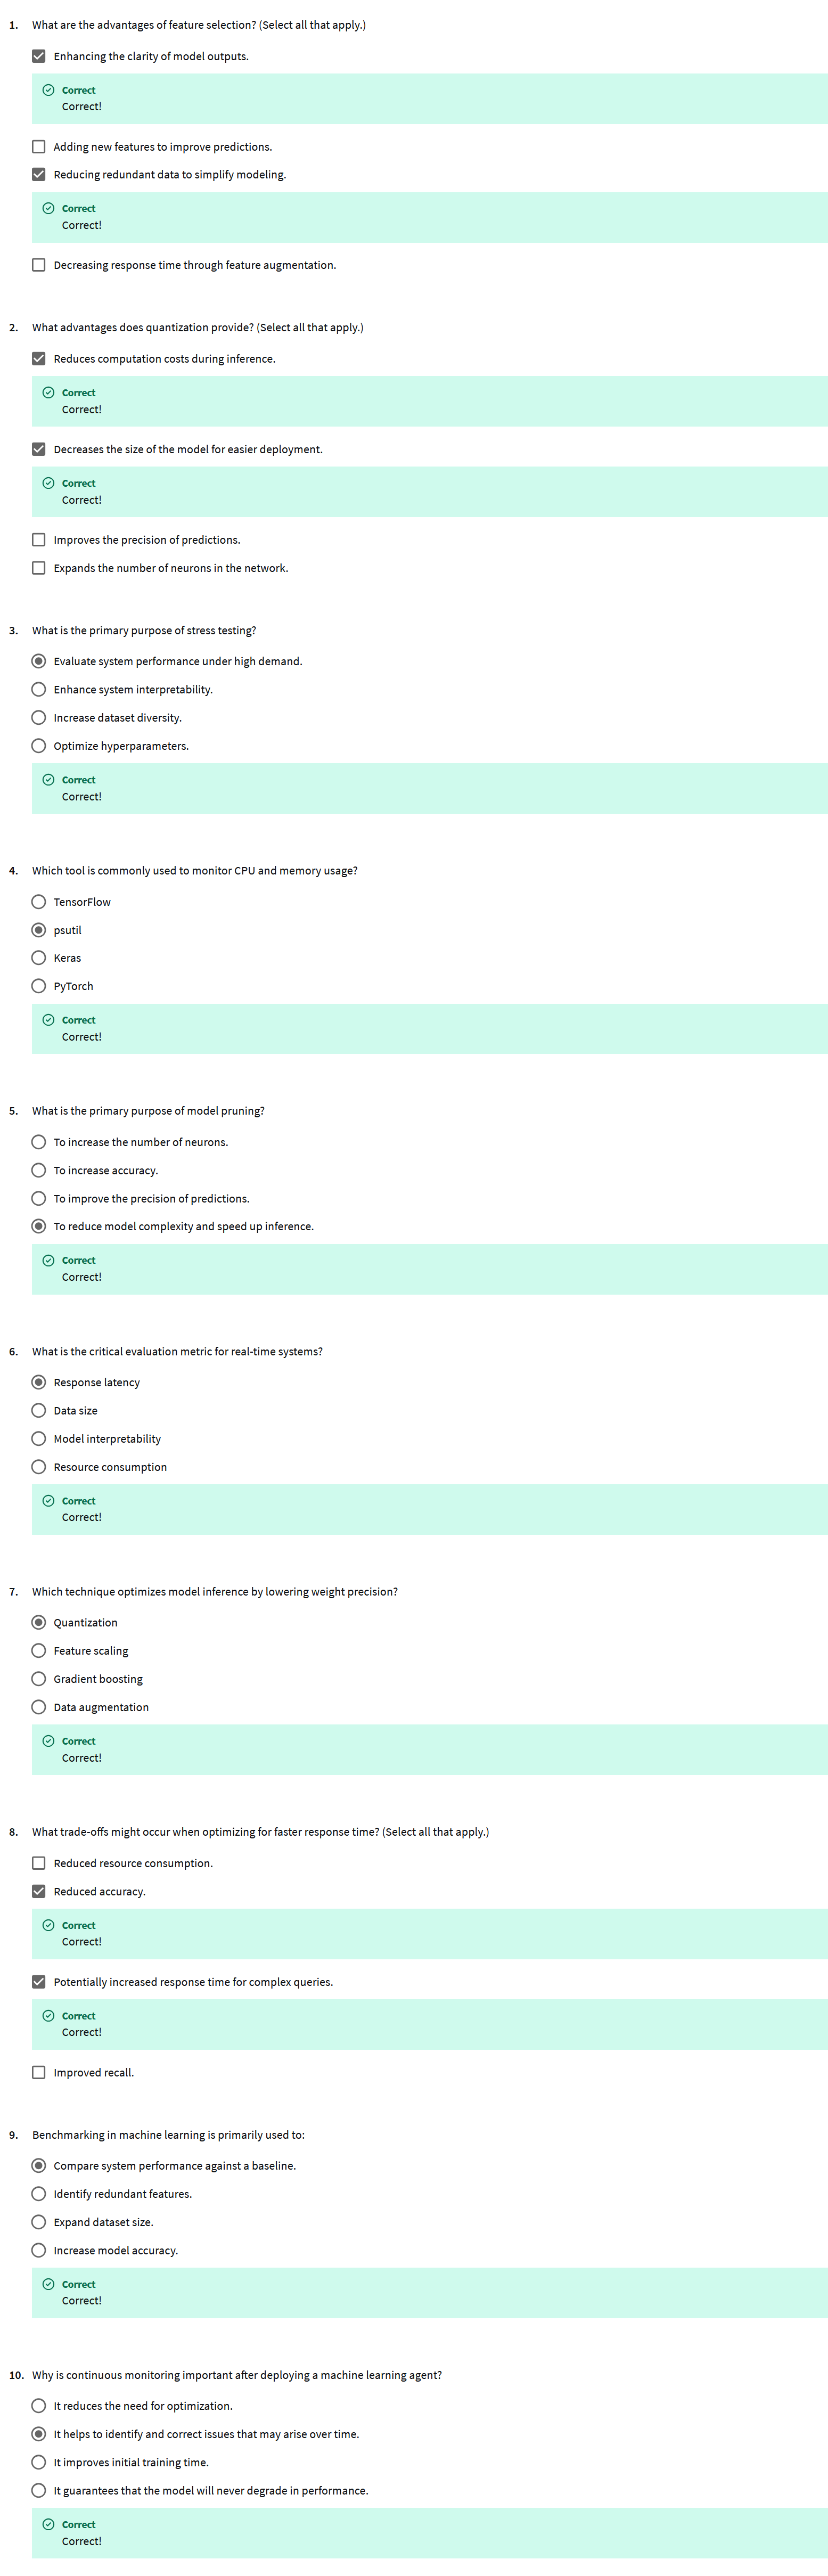 1. What are the advantages of feature selection? (Select all that apply.)
Enhancing the clarity of model outputs.
Correct
Correct!
Adding new features to improve predictions.
Reducing redundant data to simplify modeling.
Correct
Correct!
Decreasing response time through feature augmentation.
2. What advantages does quantization provide? (Select all that apply.)
Reduces computation costs during inference.
Correct
Correct!
Decreases the size of the model for easier deployment.
Correct
Correct!
Improves the precision of predictions.
Expands the number of neurons in the network.
3. What is the primary purpose of stress testing?
Evaluate system performance under high demand.
Enhance system interpretability.
Increase dataset diversity.
Optimize hyperparameters.
Correct
Correct!
4. Which tool is commonly used to monitor CPU and memory usage?
TensorFlow
psutil
Keras
PyTorch
Correct
Correct!
5. What is the primary purpose of model pruning?
To increase the number of neurons.
To increase accuracy.
To improve the precision of predictions.
To reduce model complexity and speed up inference.
Correct
Correct!
6. What is the critical evaluation metric for real-time systems?
Response latency
Data size
Model interpretability
Resource consumption
Correct
Correct!
7. Which technique optimizes model inference by lowering weight precision?
Quantization
Feature scaling
Gradient boosting
Data augmentation
Correct
Correct!
8. What trade-offs might occur when optimizing for faster response time? (Select all that apply.)
Reduced resource consumption.
Reduced accuracy.
Correct
Correct!
Potentially increased response time for complex queries.
Correct
Correct!
Improved recall.
9. Benchmarking in machine learning is primarily used to:
Compare system performance against a baseline.
Identify redundant features.
Expand dataset size.
Increase model accuracy.
Correct
Correct!
10. Why is continuous monitoring important after deploying a machine learning agent?
It reduces the need for optimization.
It helps to identify and correct issues that may arise over time.
It improves initial training time.
It guarantees that the model will never degrade in performance.
Correct
Correct!